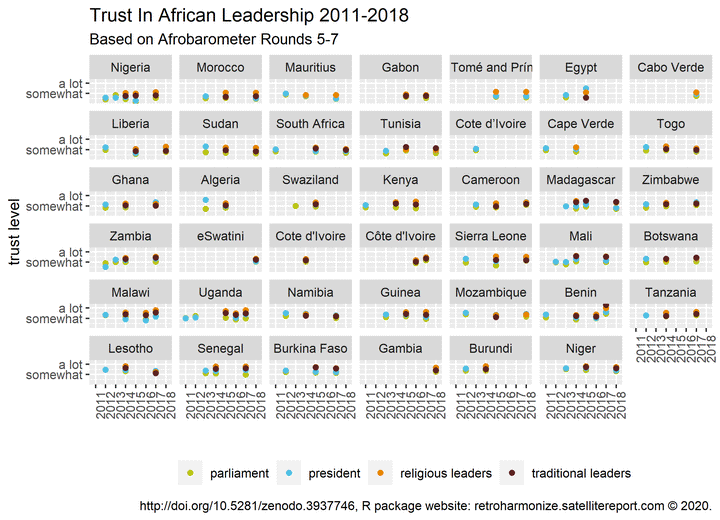 Trust In African Leadership 2011-2018
Based on Afrobarometer Rounds 5-7
trust level
Nigeria Morocco Mauritius Gabon Tomé and Prín Egypt Cabo Verde
a lot
somewhat
Liberia Sudan South Africa Tunisia Cote d'Ivoire Cape Verde Togo
a lot
somewhat
Ghana Algeria Swaziland Kenya Cameroon Madagascar Zimbabwe
a lot
somewhat
Zambia eSwatini Cote d'Ivoire Côte d'Ivoire Sierra Leone Mali Botswana
a lot
somewhat
Malawi Uganda Namibia Guinea Mozambique Benin Tanzania
a lot
somewhat
2011 2012 2013 2014 2015 2016 2017 2018
Lesotho Senegal Burkina Faso Gambia Burundi Niger
a lot
somewhat
2011 2012 2013 2014 2015 2016 2017 2018 2011 2012 2013 2014 2015 2016 2017 2018 2011 2012 2013 2014 2015 2016 2017 2018 2011 2012 2013 2014 2015 2016 2017 2018 2011 2012 2013 2014 2015 2016 2017 2018 2011 2012 2013 2014 2015 2016 2017 2018
parliament president religious leaders traditional leaders
http://doi.org/10.5281/zenodo.3937746, R package website: retroharmonize.satellitereport.com © 2020.